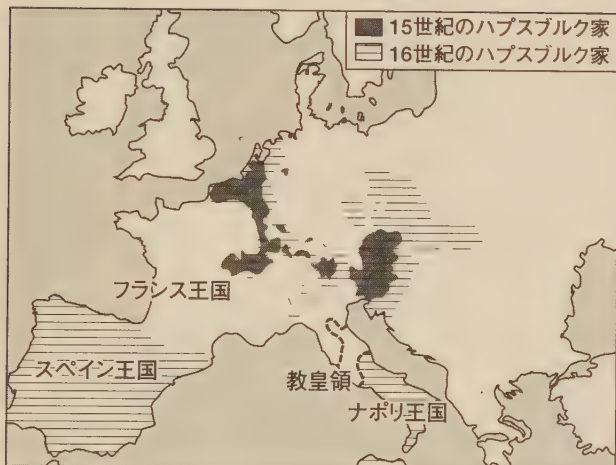 15世紀のハプスブルク家
16世紀のハプスブルク家
フランス王国
スペイン王国
教皇領
ナポリ王国